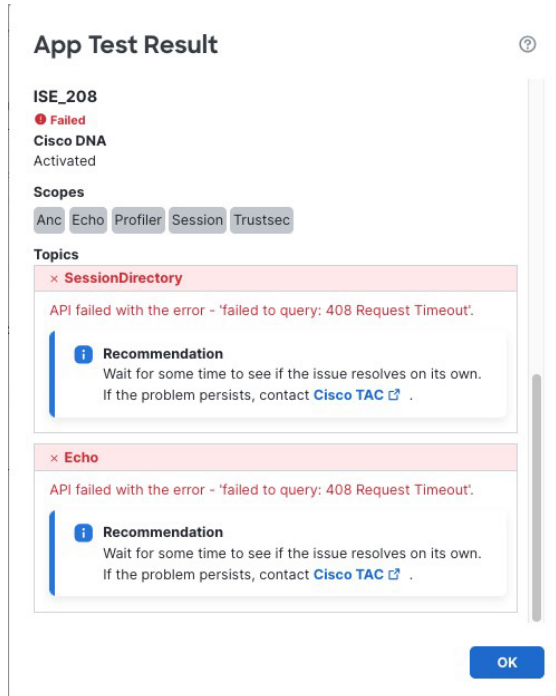 App Test Result
ISE_208
Failed
Cisco DNA
Activated
Scopes
Anc Echo Profiler Session Trustsec
Topics
× SessionDirectory
API failed with the error - 'failed to query: 408 Request Timeout'.
Recommendation
Wait for some time to see if the issue resolves on its own.
If the problem persists, contact Cisco TAC .
× Echo
API failed with the error - 'failed to query: 408 Request Timeout'.
Recommendation
Wait for some time to see if the issue resolves on its own.
If the problem persists, contact Cisco TAC .
OK